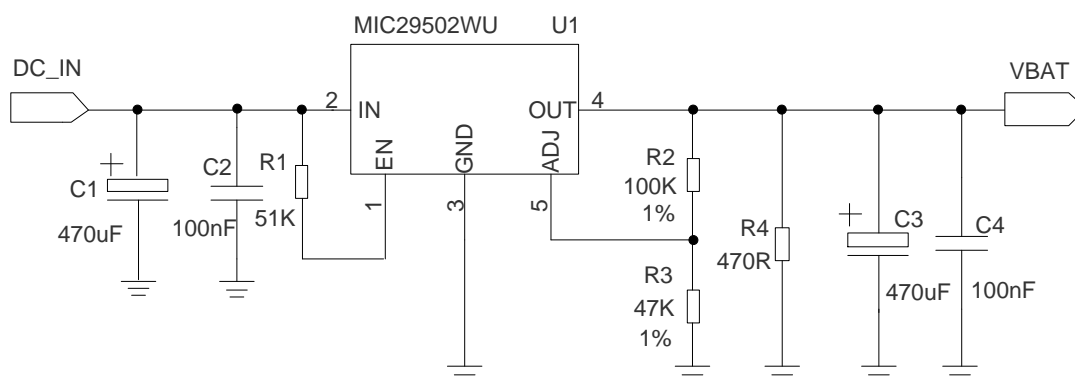 MIC29502WU U1
DC_IN
VBAT
2
IN
OUT
4
EN
GND
ADJ
1
3
5
C1
470uF
C2
100nF
R1
51K
R2
100K
1%
R3
47K
1%
R4
470R
C3
470uF
C4
100nF